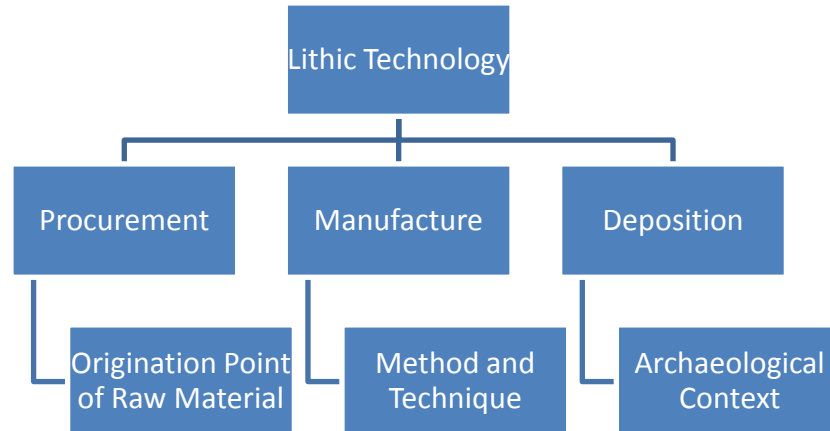 Lithic Technology
Procurement
Manufacture
Deposition
Origination Point
of Raw Material
Method and
Technique
Archaeological
Context